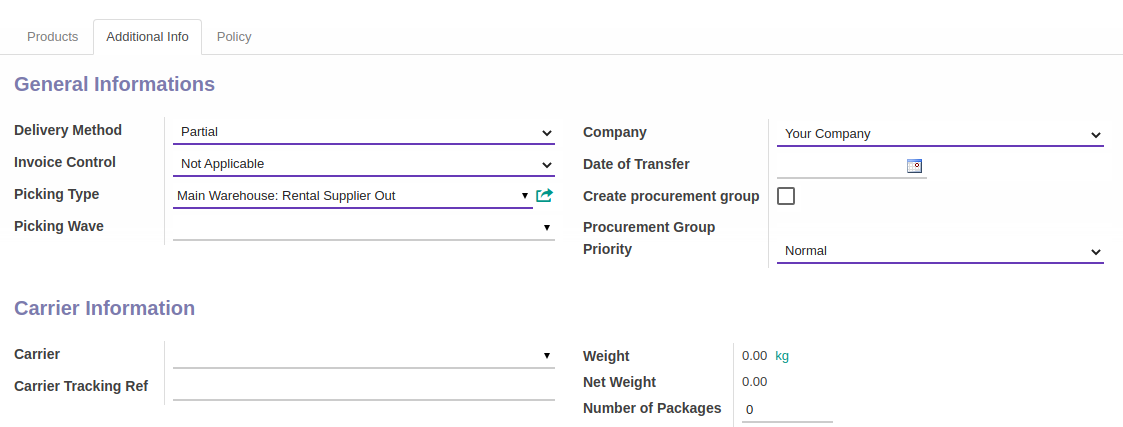 Products Additional Info Policy
General Informations
Delivery Method Partial
Invoice Control Not Applicable
Picking Type Main Warehouse: Rental Supplier Out
Picking Wave
Company Your Company
Date of Transfer
Create procurement group
Procurement Group
Priority Normal
Carrier Information
Carrier
Carrier Tracking Ref
Weight 0.00 kg
Net Weight 0.00
Number of Packages 0